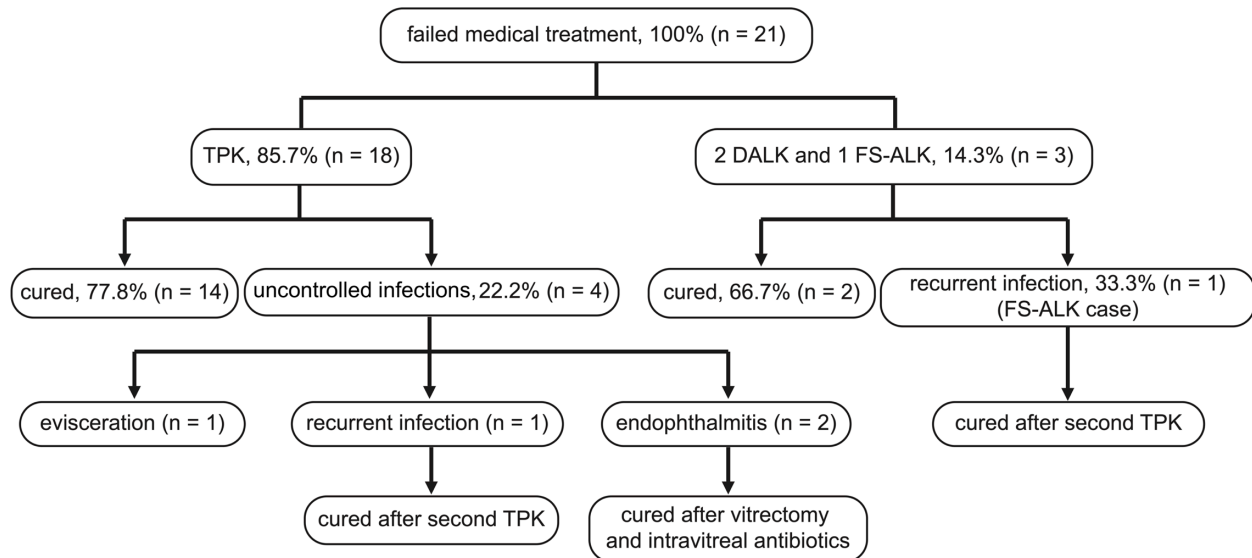 failed medical treatment, 100% (n = 21)
TPK, 85.7% (n = 18)
2 DALK and 1 FS-ALK, 14.3% (n = 3)
cured, 77.8% (n = 14)
uncontrolled infections, 22.2% (n = 4)
cured, 66.7% (n = 2)
recurrent infection, 33.3% (n = 1)
(FS-ALK case)
evisceration (n = 1)
recurrent infection (n = 1)
endophthalmitis (n = 2)
cured after second TPK
cured after second TPK
cured after vitrectomy
and intravitreal antibiotics